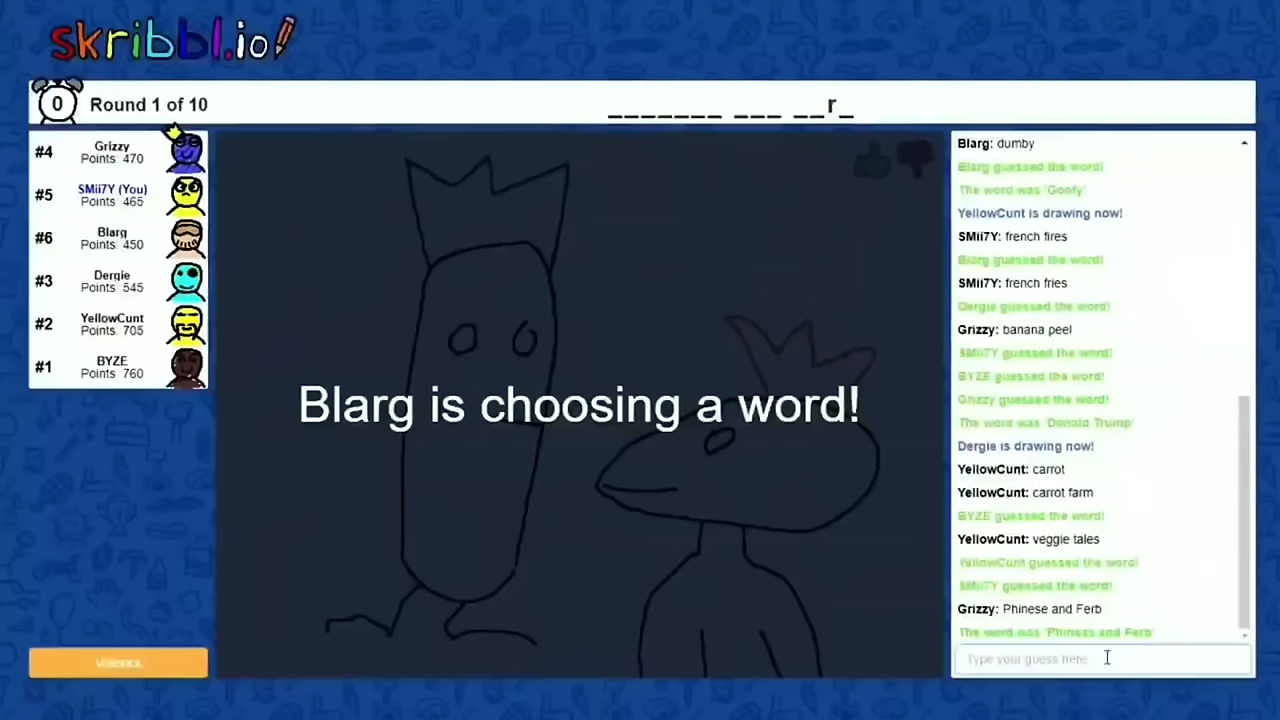 skribbl.io
0
Round 1 of 10
_______ ___ __r_
#4
Grizzy
Points: 470
#5
SMii7Y (You)
Points: 465
#6
Blarg
Points: 450
#3
Dergie
Points: 545
#2
YellowCunt
Points: 705
#1
BYZE
Points: 760
Blarg is choosing a word!
Blarg: dumby
Blarg guessed the word!
The word was 'Goofy'
YellowCunt is drawing now!
SMii7Y: french fires
Blarg guessed the word!
SMii7Y: french fries
Dergie guessed the word!
Grizzy: banana peel
SMii7Y guessed the word!
BYZE guessed the word!
Grizzy guessed the word!
The word was 'Donald Trump'
Dergie is drawing now!
YellowCunt: carrot
YellowCunt: carrot farm
BYZE guessed the word!
YellowCunt: veggie tales
YellowCunt guessed the word!
SMii7Y guessed the word!
Grizzy: Phinese and Ferb
The word was 'Phineas and Ferb'
Type your guess here
Votekick